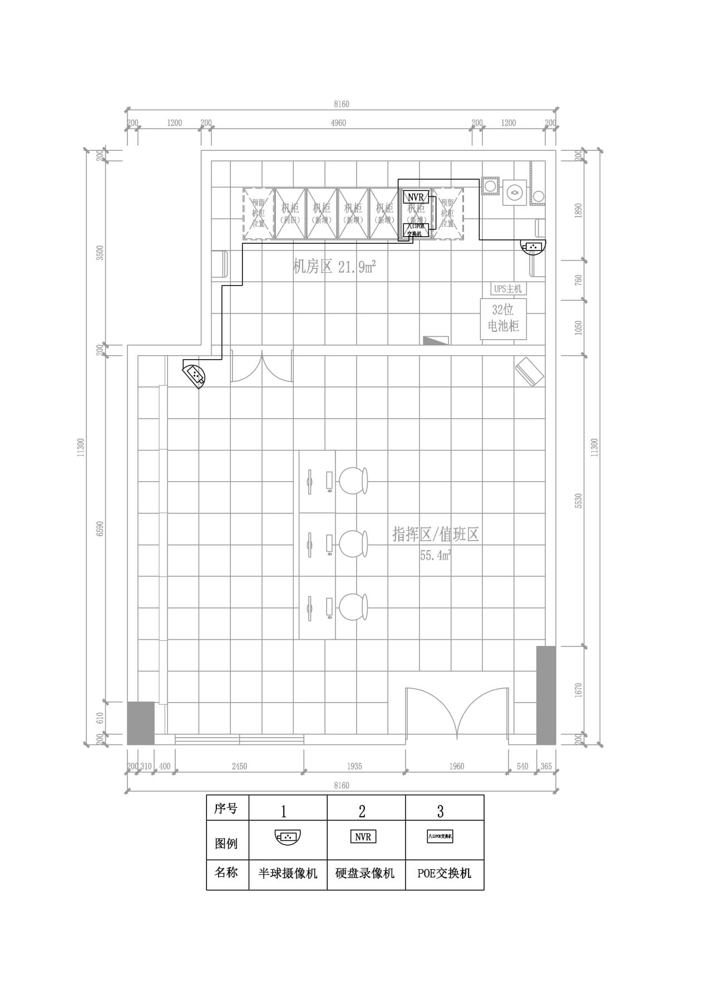 8160
200 1200 200 4960 200 1200 200
200
3500
200
11300
6590
610
200
200
1890
760
1050
11300
5530
1670
200
预留
机柜
位置
机柜
(利旧)
机柜
(新增)
机柜
(新增)
机柜
(新增)
NVR
机柜
(新增)
八口POE
交换机
预留
机柜
位置
机房区 21.9m²
UPS主机
32位
电池柜
指挥区/值班区
55.4m²
200 310 400 2450 1935 1960 540 365
8160
序号 1 2 3
图例 NVR 八口POE交换机
名称 半球摄像机 硬盘录像机 POE交换机